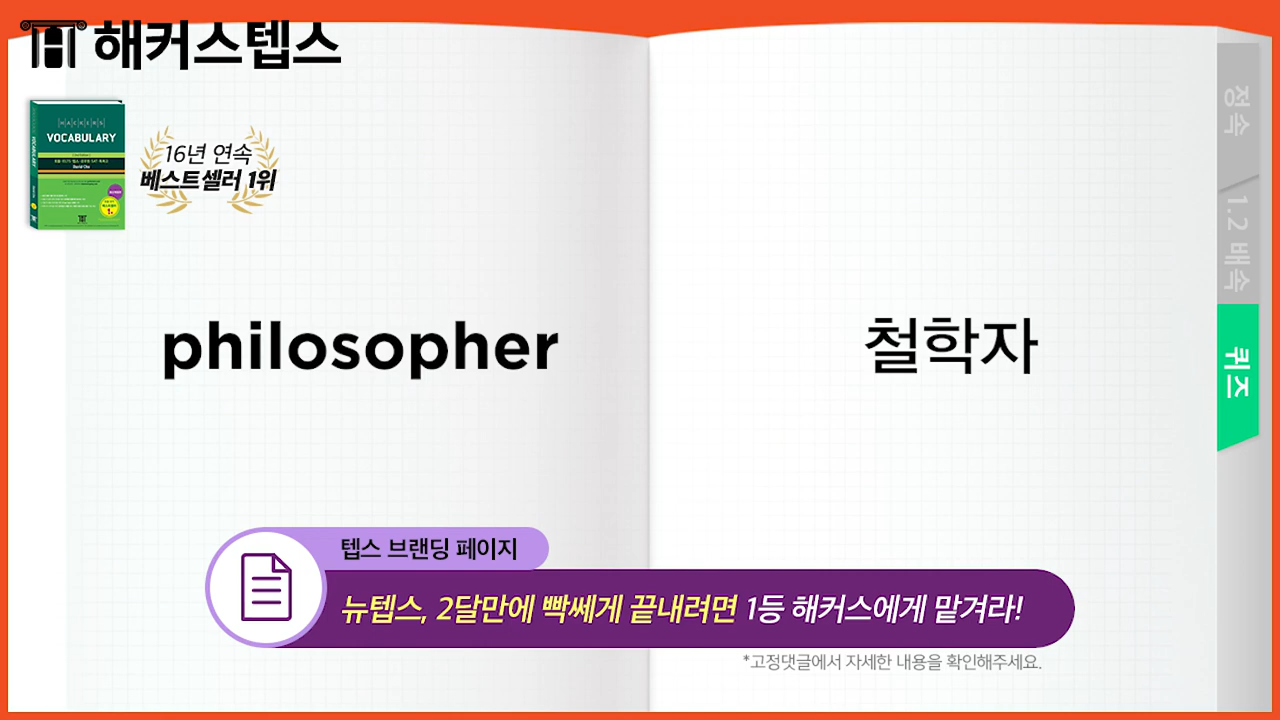 해커스텝스
HACKERS
VOCABULARY
David Cho
16년 연속
베스트셀러 1위
philosopher
철학자
정속
1.2 배속
퀴즈
텝스 브랜딩 페이지
뉴텝스, 2달만에 빡쎄게 끝내려면 1등 해커스에게 맡겨라!
*고정댓글에서 자세한 내용을 확인해주세요.